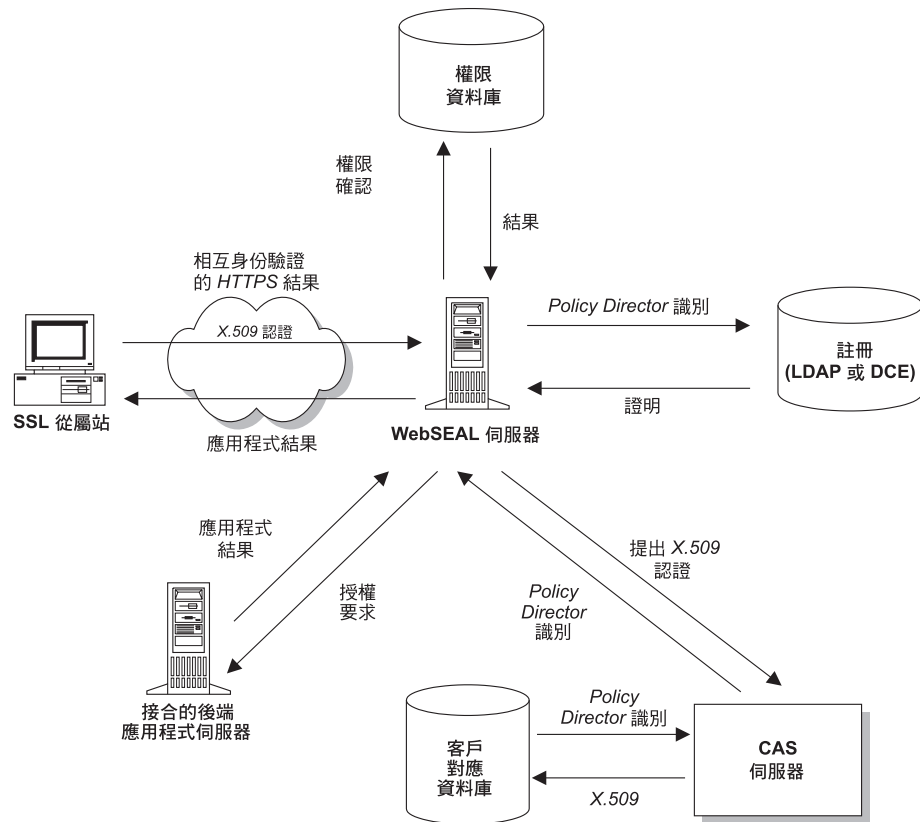 權限
資料庫
權限
確認
結果
相互身份驗證
的 HTTPS 結果
X.509 認證
Policy Director 識別
註冊
(LDAP 或 DCE)
證明
SSL 從屬站
應用程式結果
WebSEAL 伺服器
應用程式
結果
授權
要求
提出 X.509
認證
Policy
Director
識別
接合的後端
應用程式伺服器
客戶
對應
資料庫
Policy
Director 識別
X.509
CAS
伺服器